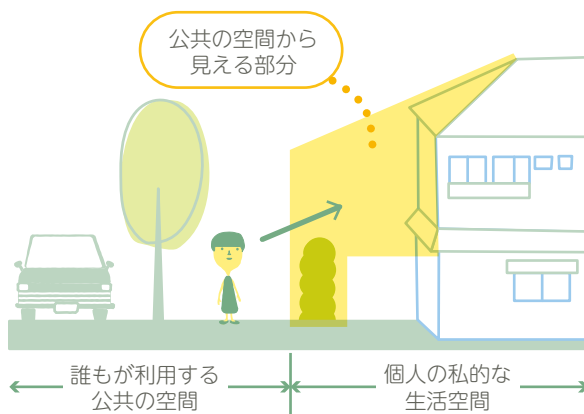 公共の空間から
見える部分
誰もが利用する
公共の空間
個人の私的な
生活空間